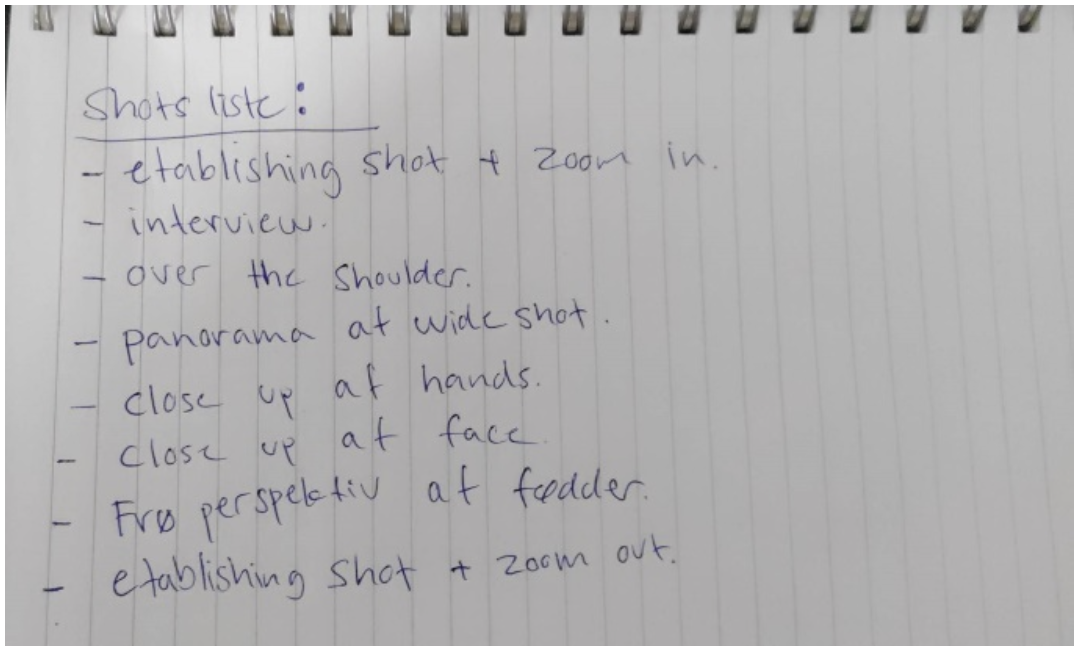 Shots liste:
- etablishing shot + zoom in.
- interview.
- over the shoulder.
- panorama af wide shot.
- close up af hands.
- close up af face.
- Frø perspektiv af fødder.
- etablishing shot + zoom out.